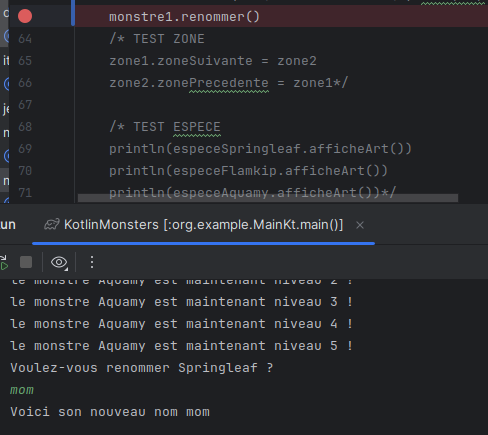 monstre1.renommer()
64 /* TEST ZONE
65 zone1.zoneSuivante = zone2
66 zone2.zonePrecedente = zone1*/
67
68 /* TEST ESPECE
69 println(especeSpringleaf.afficheArt())
70 println(especeFlamkip.afficheArt())
71 println(especeAquamy.afficheArt())*/
un KotlinMonsters [:org.example.MainKt.main()]
le monstre Aquamy est maintenant niveau 2 !
le monstre Aquamy est maintenant niveau 3 !
le monstre Aquamy est maintenant niveau 4 !
le monstre Aquamy est maintenant niveau 5 !
Voulez-vous renommer Springleaf ?
mom
Voici son nouveau nom mom